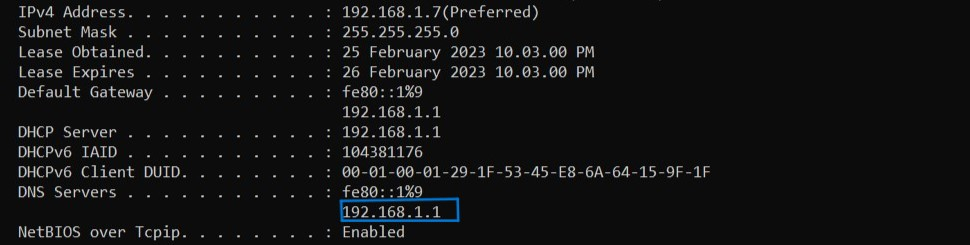 IPv4 Address. . . . . . . . . . . : 192.168.1.7(Preferred)
Subnet Mask . . . . . . . . . . . : 255.255.255.0
Lease Obtained. . . . . . . . . . : 25 February 2023 10.03.00 PM
Lease Expires . . . . . . . . . . : 26 February 2023 10.03.00 PM
Default Gateway . . . . . . . . . : fe80::1%9
192.168.1.1
DHCP Server . . . . . . . . . . . : 192.168.1.1
DHCPv6 IAID . . . . . . . . . . . : 104381176
DHCPv6 Client DUID. . . . . . . . : 00-01-00-01-29-1F-53-45-E8-6A-64-15-9F-1F
DNS Servers . . . . . . . . . . . : fe80::1%9
192.168.1.1
NetBIOS over Tcpip. . . . . . . . : Enabled